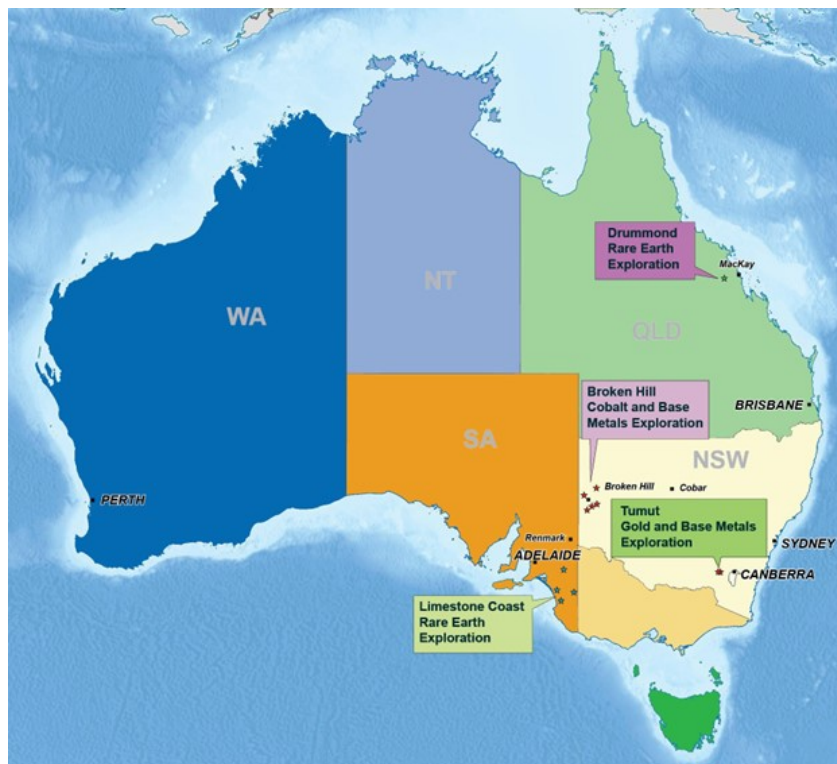 Drummond
Rare Earth
Exploration
MacKay
NT
WA
QLD
Broken Hill
Cobalt and Base
Metals Exploration
BRISBANE
SA
NSW
Broken Hill
Cobar
PERTH
Tumut
Gold and Base Metals
Exploration
Renmark
SYDNEY
ADELAIDE
CANBERRA
Limestone Coast
Rare Earth
Exploration